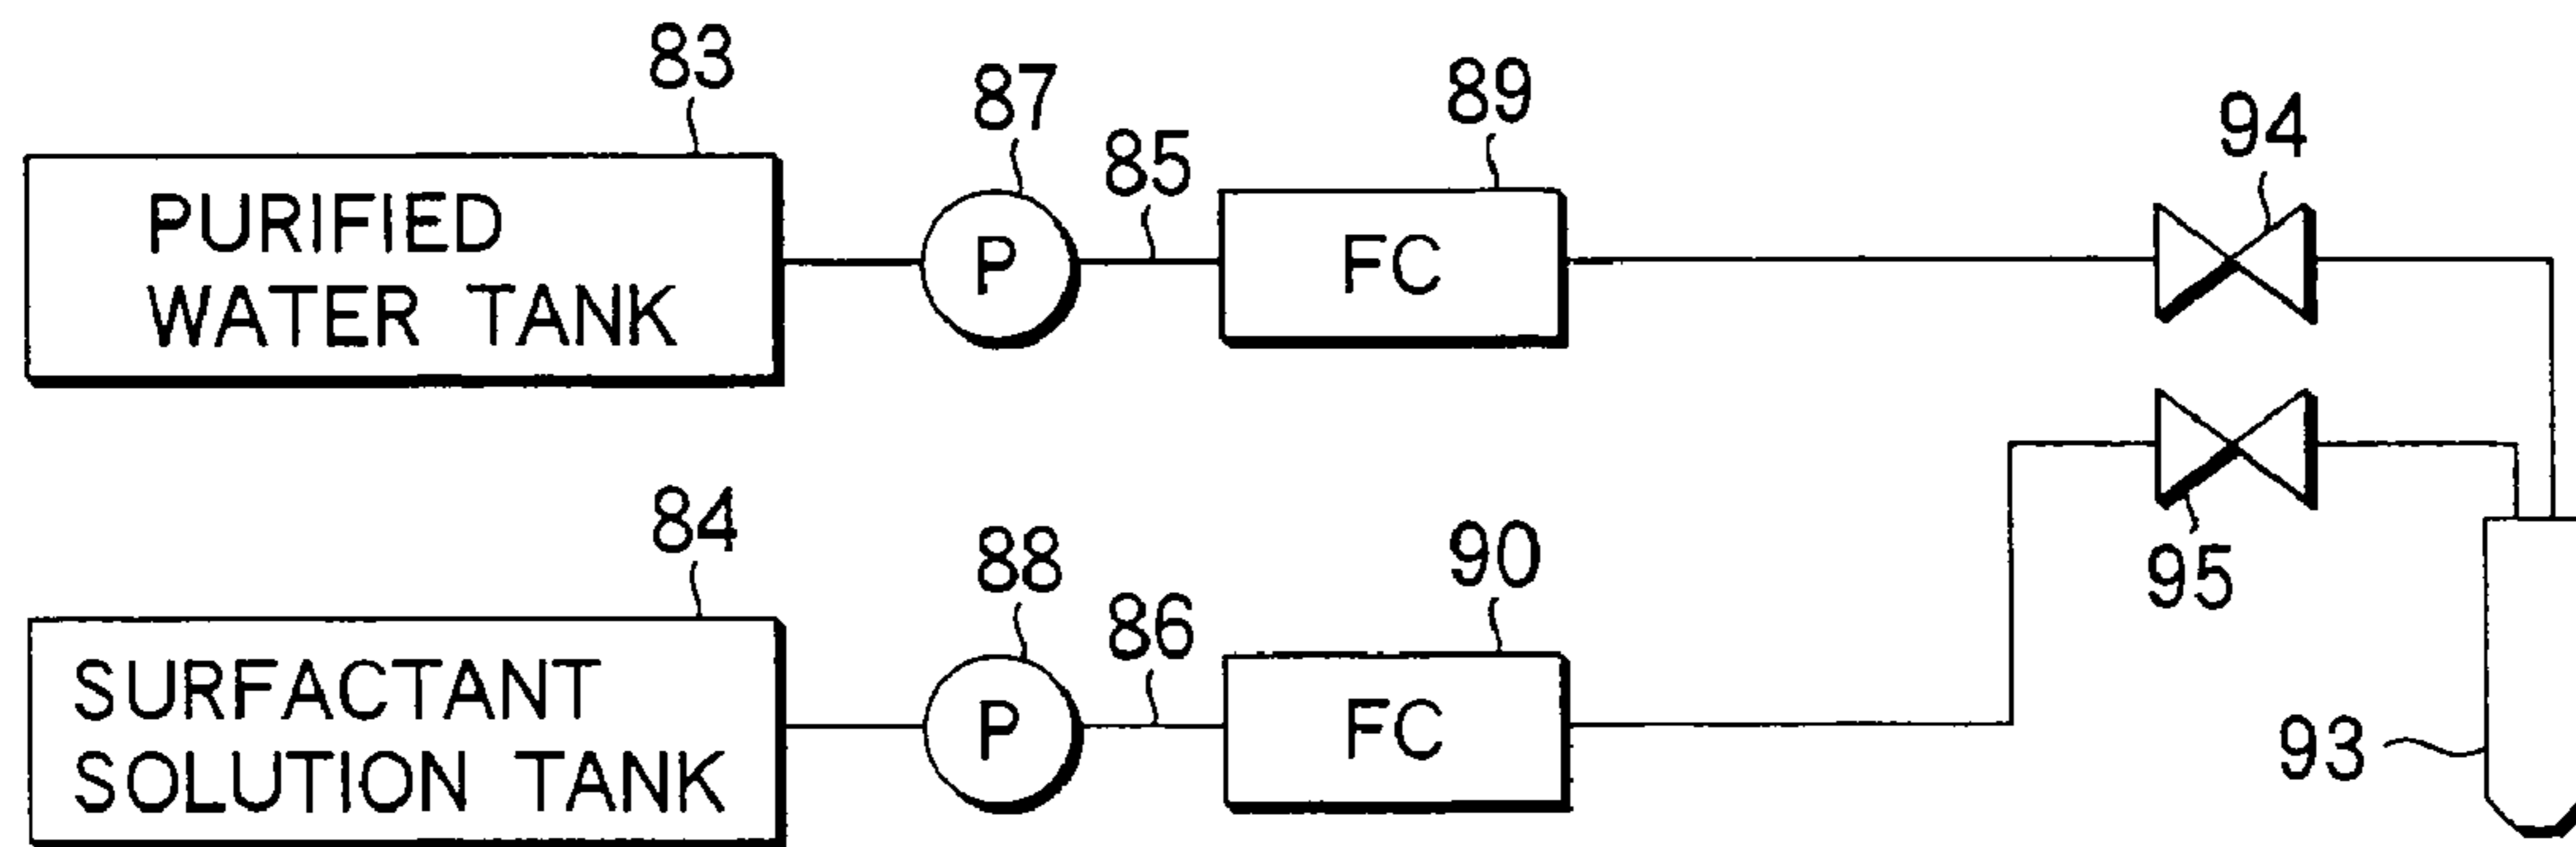 83
87
85
89
94
PURIFIED
WATER TANK
P
FC
84
88
86
90
95
SURFACTANT
SOLUTION TANK
P
FC
93